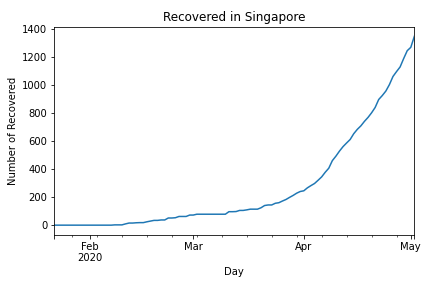 Recovered in Singapore
1400
1200
1000
800
600
400
200
0
Number of Recovered
Feb
2020
Mar
Apr
May
Day